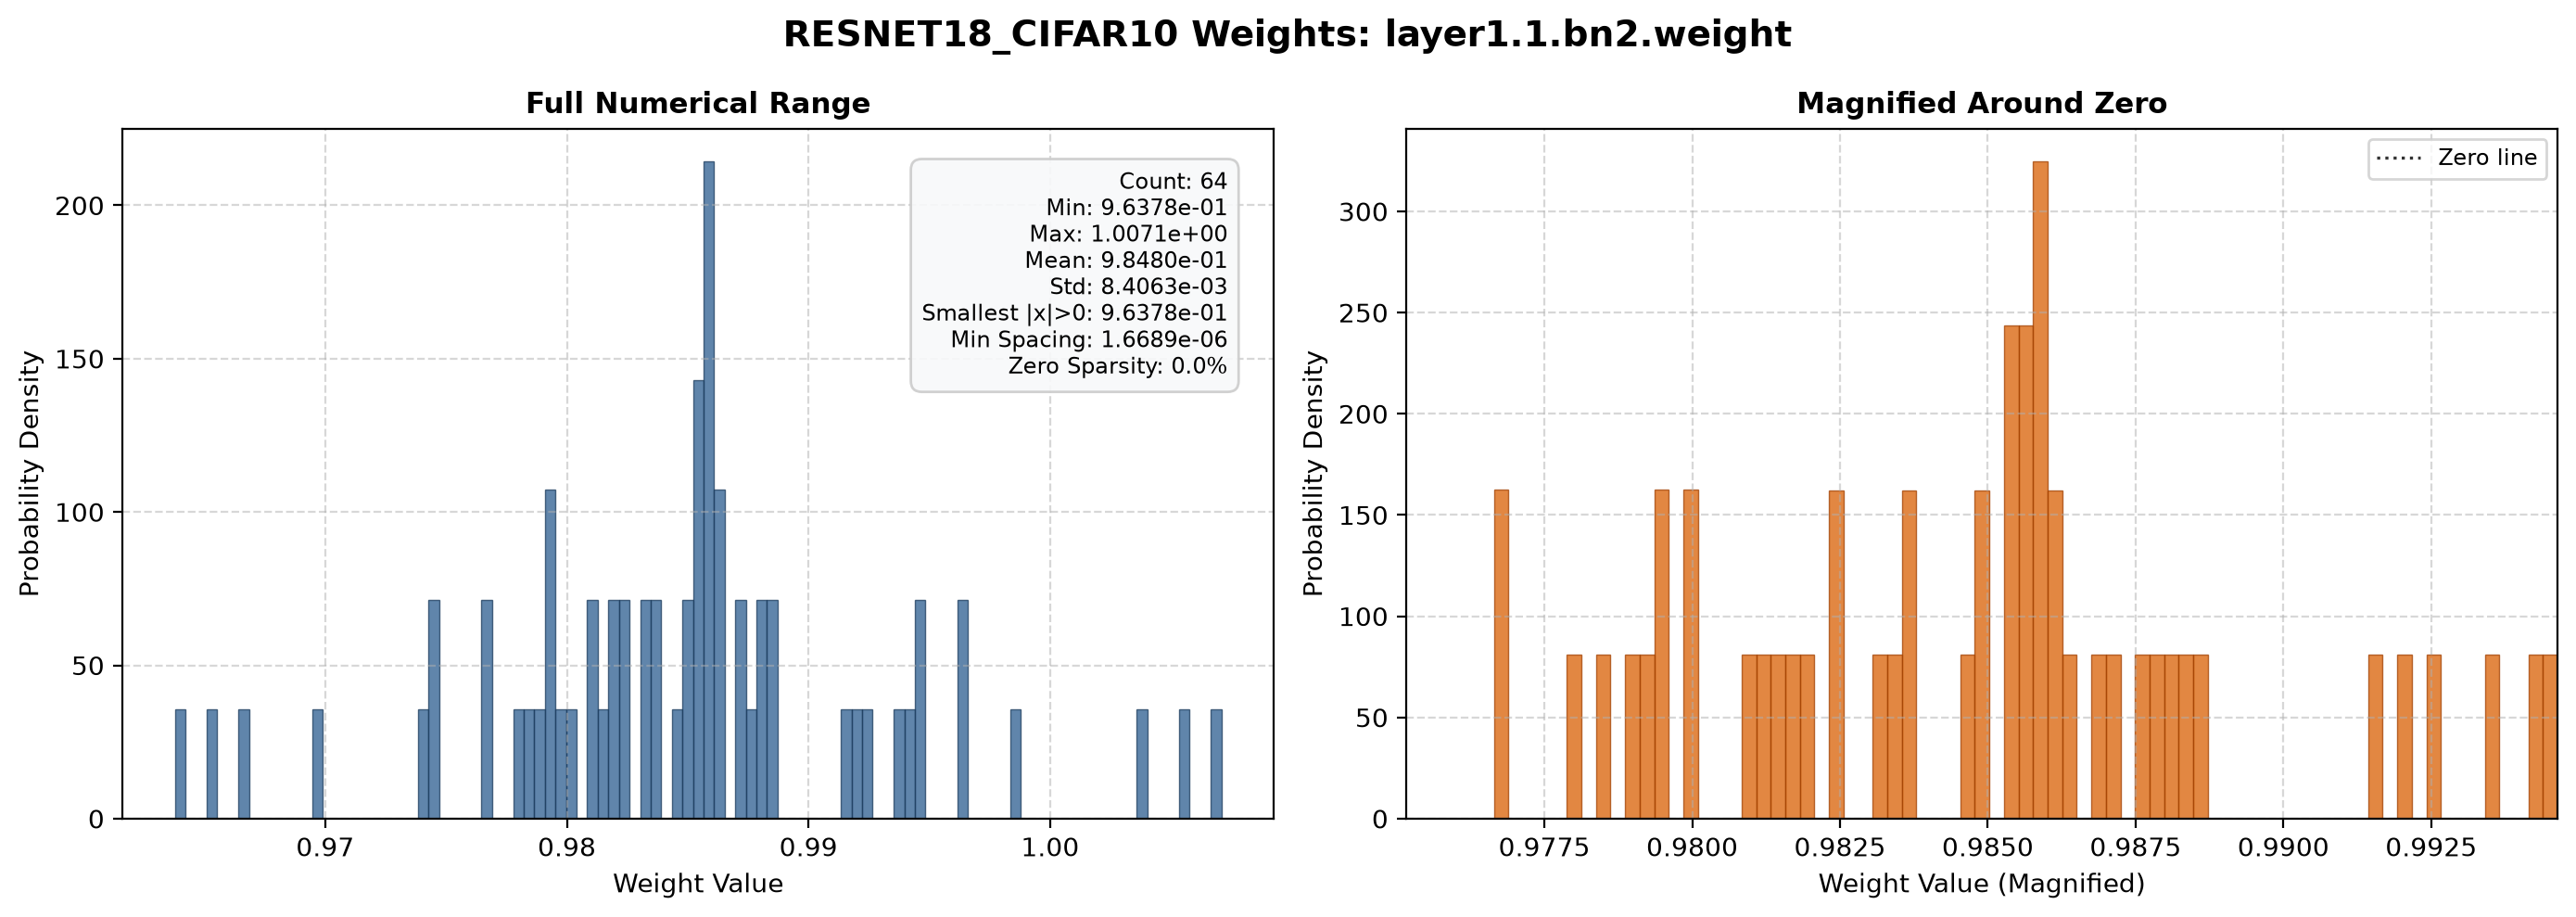 RESNET18_CIFAR10 Weights: layer1.1.bn2.weight
Full Numerical Range
Probability Density
200
150
100
50
0
Count: 64
Min: 9.6378e-01
Max: 1.0071e+00
Mean: 9.8480e-01
Std: 8.4063e-03
Smallest |x|>0: 9.6378e-01
Min Spacing: 1.6689e-06
Zero Sparsity: 0.0%
0.97 0.98 0.99 1.00
Weight Value
Magnified Around Zero
Probability Density
300
250
200
150
100
50
0
Zero line
0.9775 0.9800 0.9825 0.9850 0.9875 0.9900 0.9925
Weight Value (Magnified)